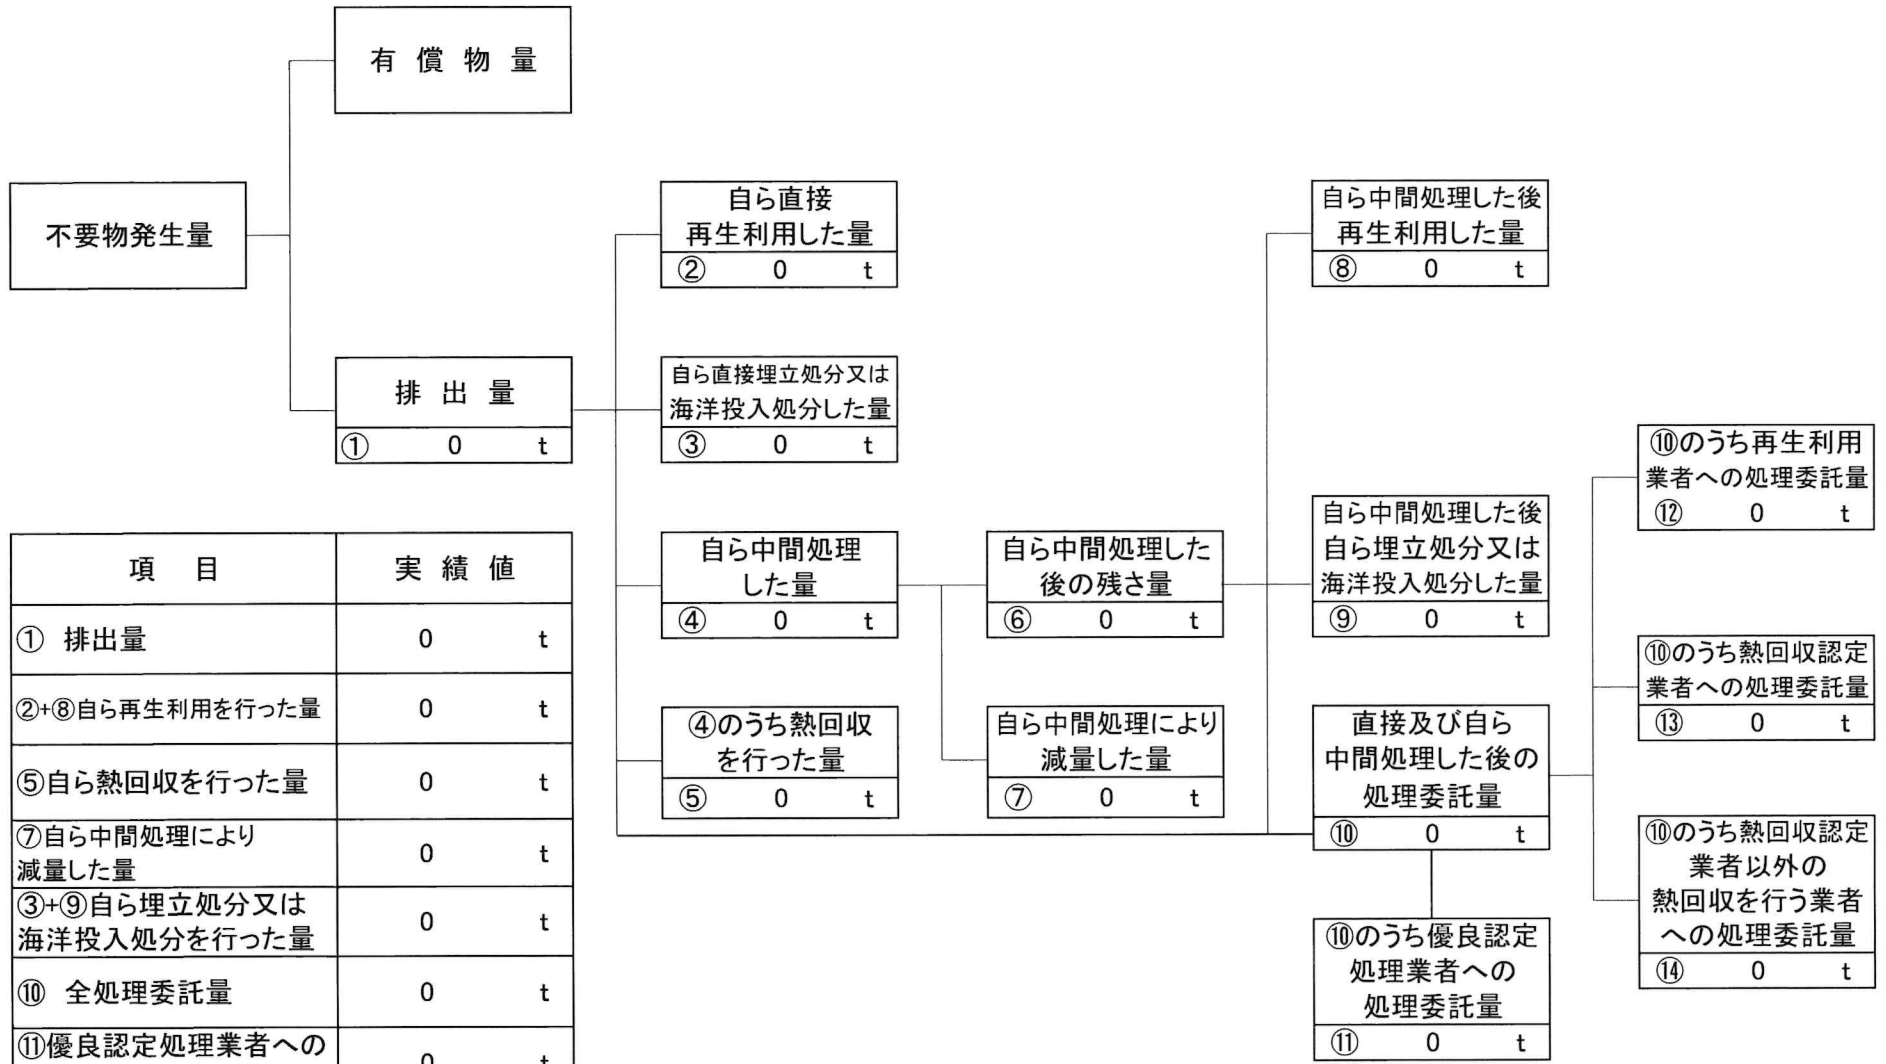 有 償 物 量
不要物発生量
排 出 量
① 0 t
自ら直接
再生利用した量
② 0 t
自ら直接埋立処分又は
海洋投入処分した量
③ 0 t
自ら中間処理
した量
④ 0 t
④のうち熱回収
を行った量
⑤ 0 t
自ら中間処理した
後の残さ量
⑥ 0 t
自ら中間処理により
減量した量
⑦ 0 t
自ら中間処理した後
再生利用した量
⑧ 0 t
自ら中間処理した後
自ら埋立処分又は
海洋投入処分した量
⑨ 0 t
直接及び自ら
中間処理した後の
処理委託量
⑩ 0 t
⑩のうち優良認定
処理業者への
処理委託量
⑪ 0 t
⑩のうち再生利用
業者への処理委託量
⑫ 0 t
⑩のうち熱回収認定
業者への処理委託量
⑬ 0 t
⑩のうち熱回収認定
業者以外の
熱回収を行う業者
への処理委託量
⑭ 0 t
項 目 実 績 値
① 排出量 0 t
②+⑧自ら再生利用を行った量 0 t
⑤自ら熱回収を行った量 0 t
⑦自ら中間処理により
減量した量 0 t
③+⑨自ら埋立処分又は
海洋投入処分を行った量 0 t
⑩ 全処理委託量 0 t
⑪優良認定処理業者への
0 t